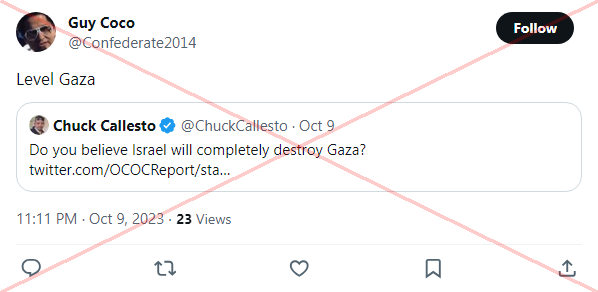 Guy Coco
@Confederate2014
Follow
Level Gaza
Chuck Callesto @ChuckCallesto · Oct 9
Do you believe Israel will completely destroy Gaza?
twitter.com/OCOCReport/sta...
11:11 PM · Oct 9, 2023 · 23 Views